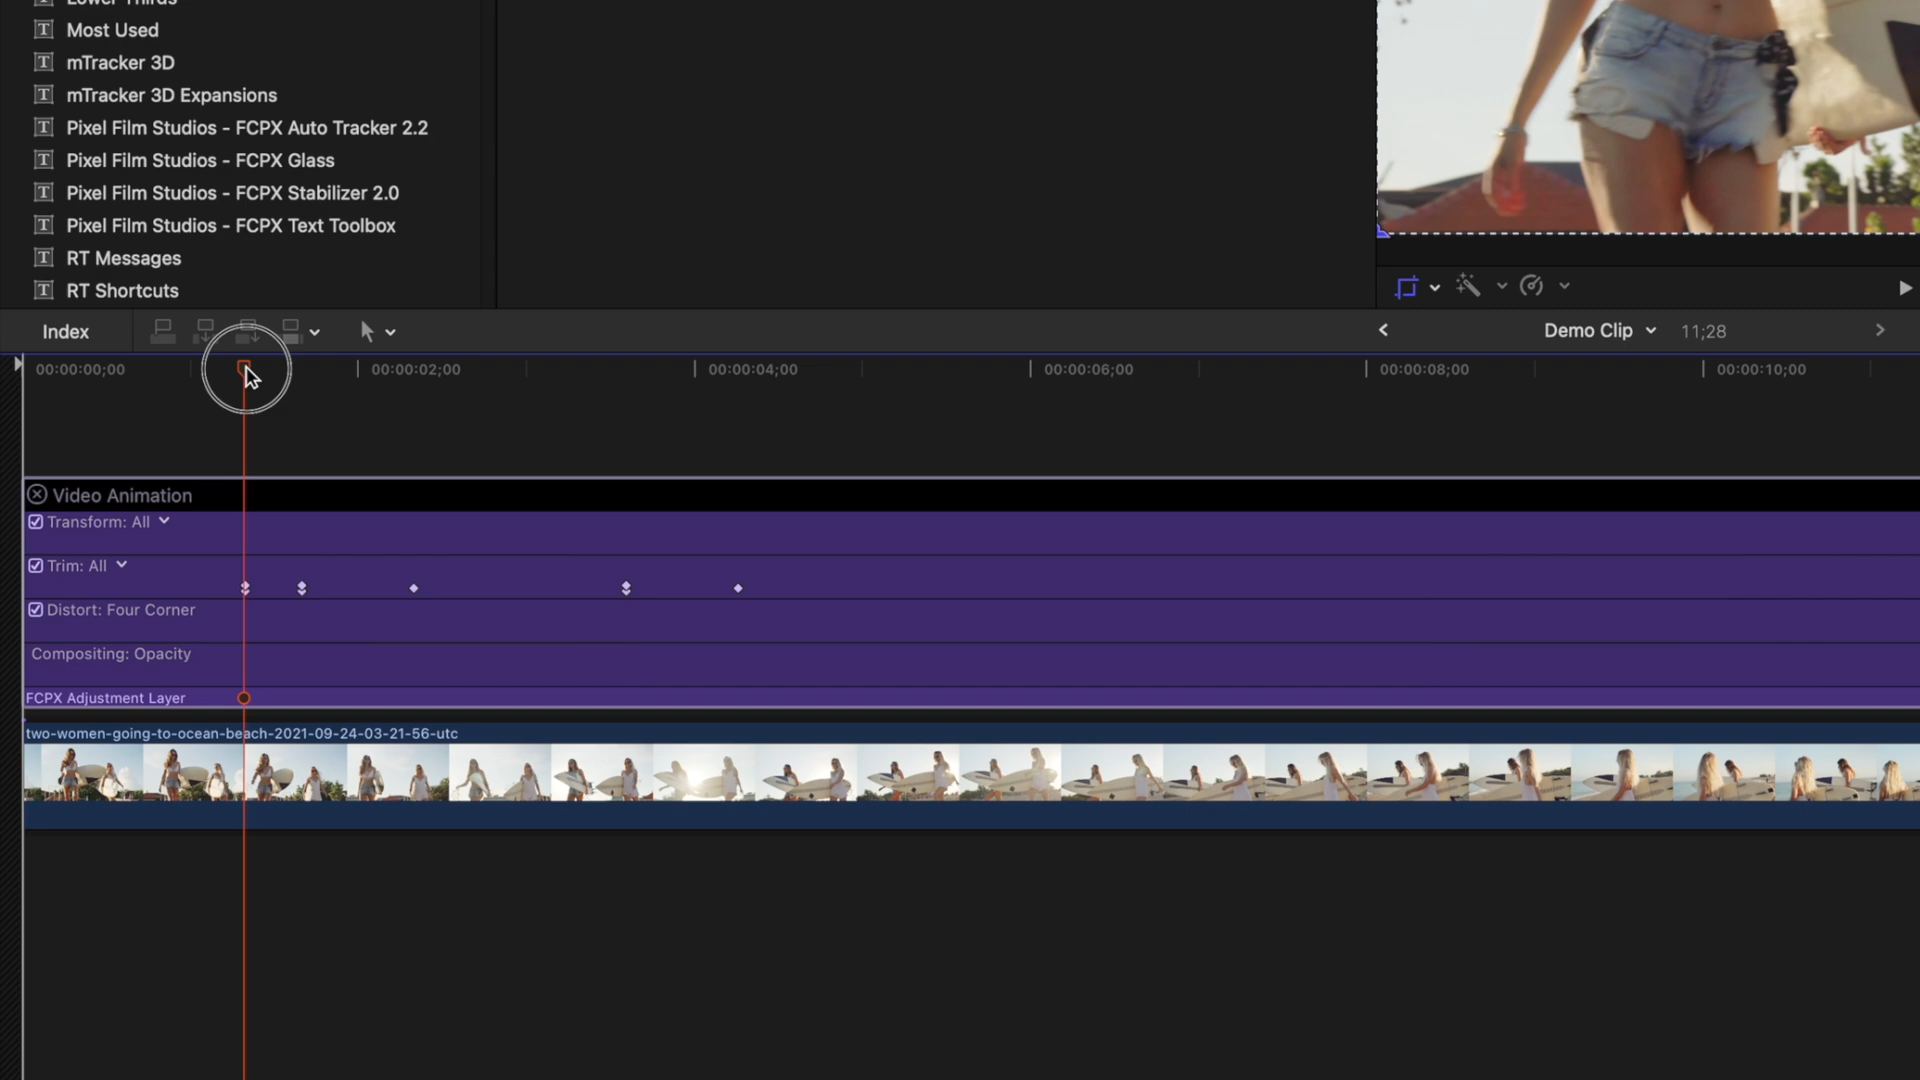 Lower Thirds
Most Used
mTracker 3D
mTracker 3D Expansions
Pixel Film Studios - FCPX Auto Tracker 2.2
Pixel Film Studios - FCPX Glass
Pixel Film Studios - FCPX Stabilizer 2.0
Pixel Film Studios - FCPX Text Toolbox
RT Messages
RT Shortcuts
Index
Demo Clip 11;28
00:00:00;00 00:00:02;00 00:00:04;00 00:00:06;00 00:00:08;00 00:00:10;00
Video Animation
Transform: All
Trim: All
Distort: Four Corner
Compositing: Opacity
FCPX Adjustment Layer
two-women-going-to-ocean-beach-2021-09-24-03-21-56-utc